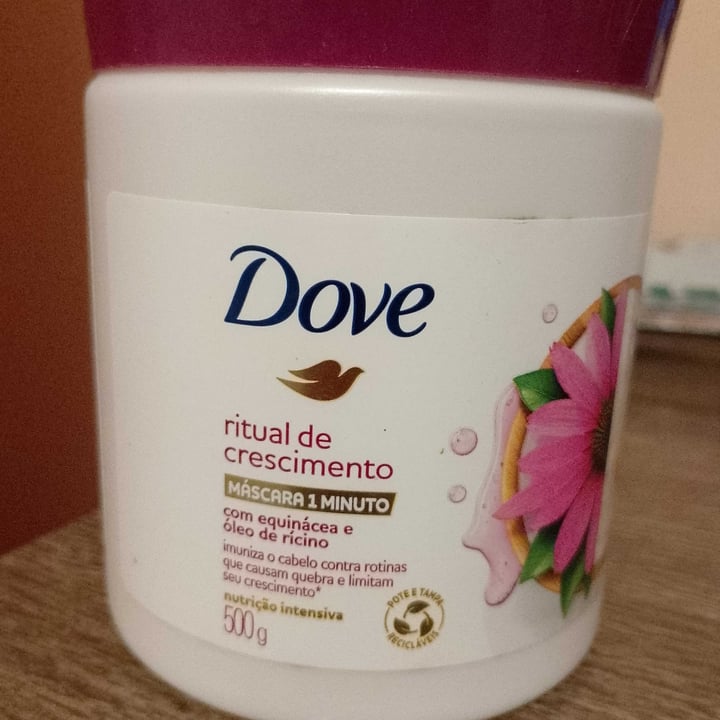 Dove
ritual de
crescimento
MÁSCARA 1 MINUTO
com equinácea e
óleo de rícino
imuniza o cabelo contra rotinas
que causam quebra e limitam
seu crescimento*
nutrição intensiva
500g
POTE E TAMPA
RECICLÁVEIS